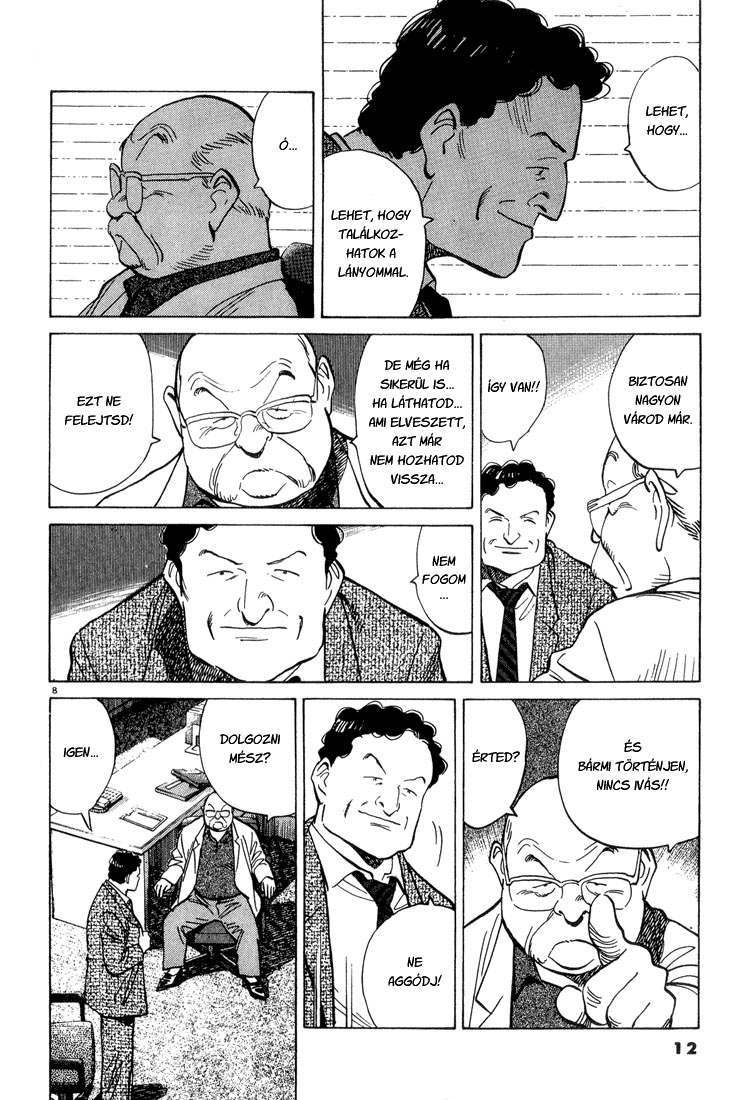 LEHET,
HOGY...
LEHET, HOGY
TALÁLKOZ-
HATOK A
LÁNYOMMAL.
Ó...
BIZTOSAN
NAGYON
VÁROD MÁR.
ÍGY VAN!!
DE MÉG HA
SIKERÜL IS...
HA LÁTHATOD...
AMI ELVESZETT,
AZT MÁR
NEM HOZHATOD
VISSZA...
EZT NE
FELEJTSD!
NEM
FOGOM
...
8
ÉS
BÁRMI TÖRTÉNJEN,
NINCS IVÁS!!
ÉRTED?
NE
AGGÓDJ!
DOLGOZNI
MÉSZ?
IGEN...
12